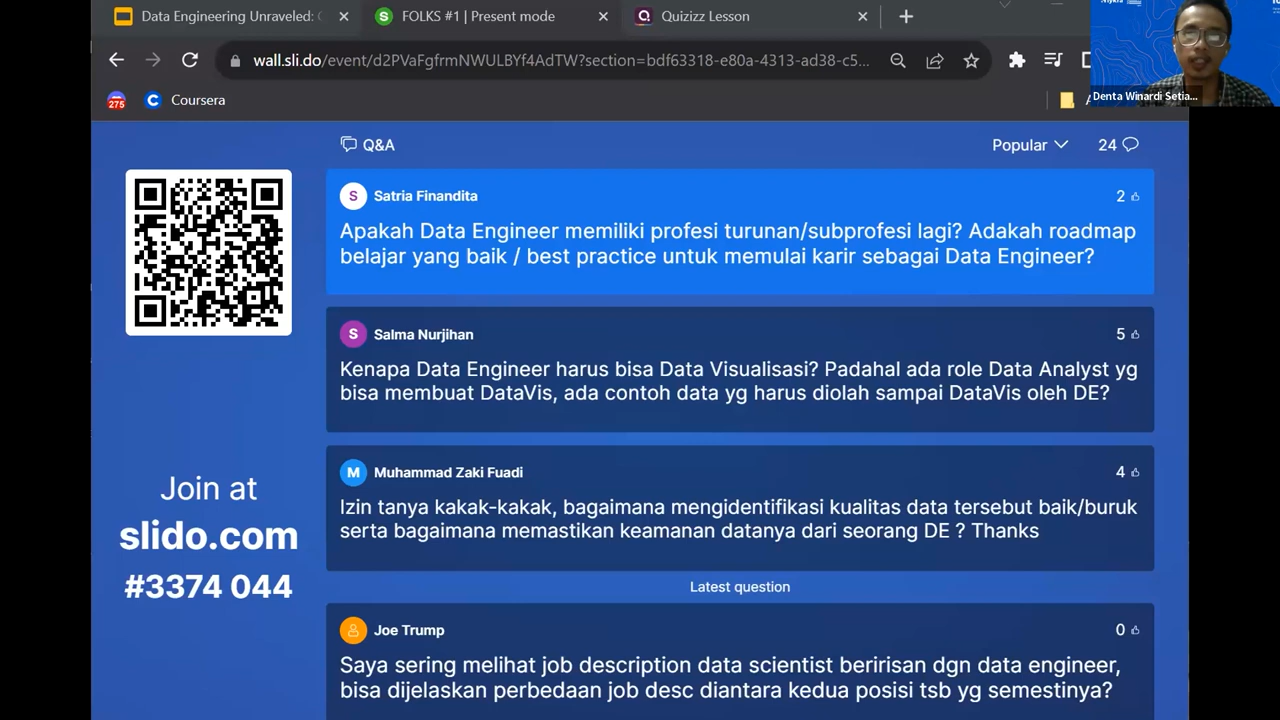 Data Engineering Unraveled:
FOLKS #1 | Present mode
Quizizz Lesson
wall.sli.do/event/d2PVaFgfrmNWULBYf4AdTW?section=bdf63318-e80a-4313-ad38-c5...
Denta Winardi Setia...
275
Coursera
Q&A
Popular
24
S
Satria Finandita
2
Apakah Data Engineer memiliki profesi turunan/subprofesi lagi? Adakah roadmap
belajar yang baik / best practice untuk memulai karir sebagai Data Engineer?
S
Salma Nurjihan
5
Kenapa Data Engineer harus bisa Data Visualisasi? Padahal ada role Data Analyst yg
bisa membuat DataVis, ada contoh data yg harus diolah sampai DataVis oleh DE?
M
Muhammad Zaki Fuadi
4
Izin tanya kakak-kakak, bagaimana mengidentifikasi kualitas data tersebut baik/buruk
serta bagaimana memastikan keamanan datanya dari seorang DE ? Thanks
Join at
slido.com
#3374 044
Latest question
Joe Trump
0
Saya sering melihat job description data scientist beririsan dgn data engineer,
bisa dijelaskan perbedaan job desc diantara kedua posisi tsb yg semestinya?